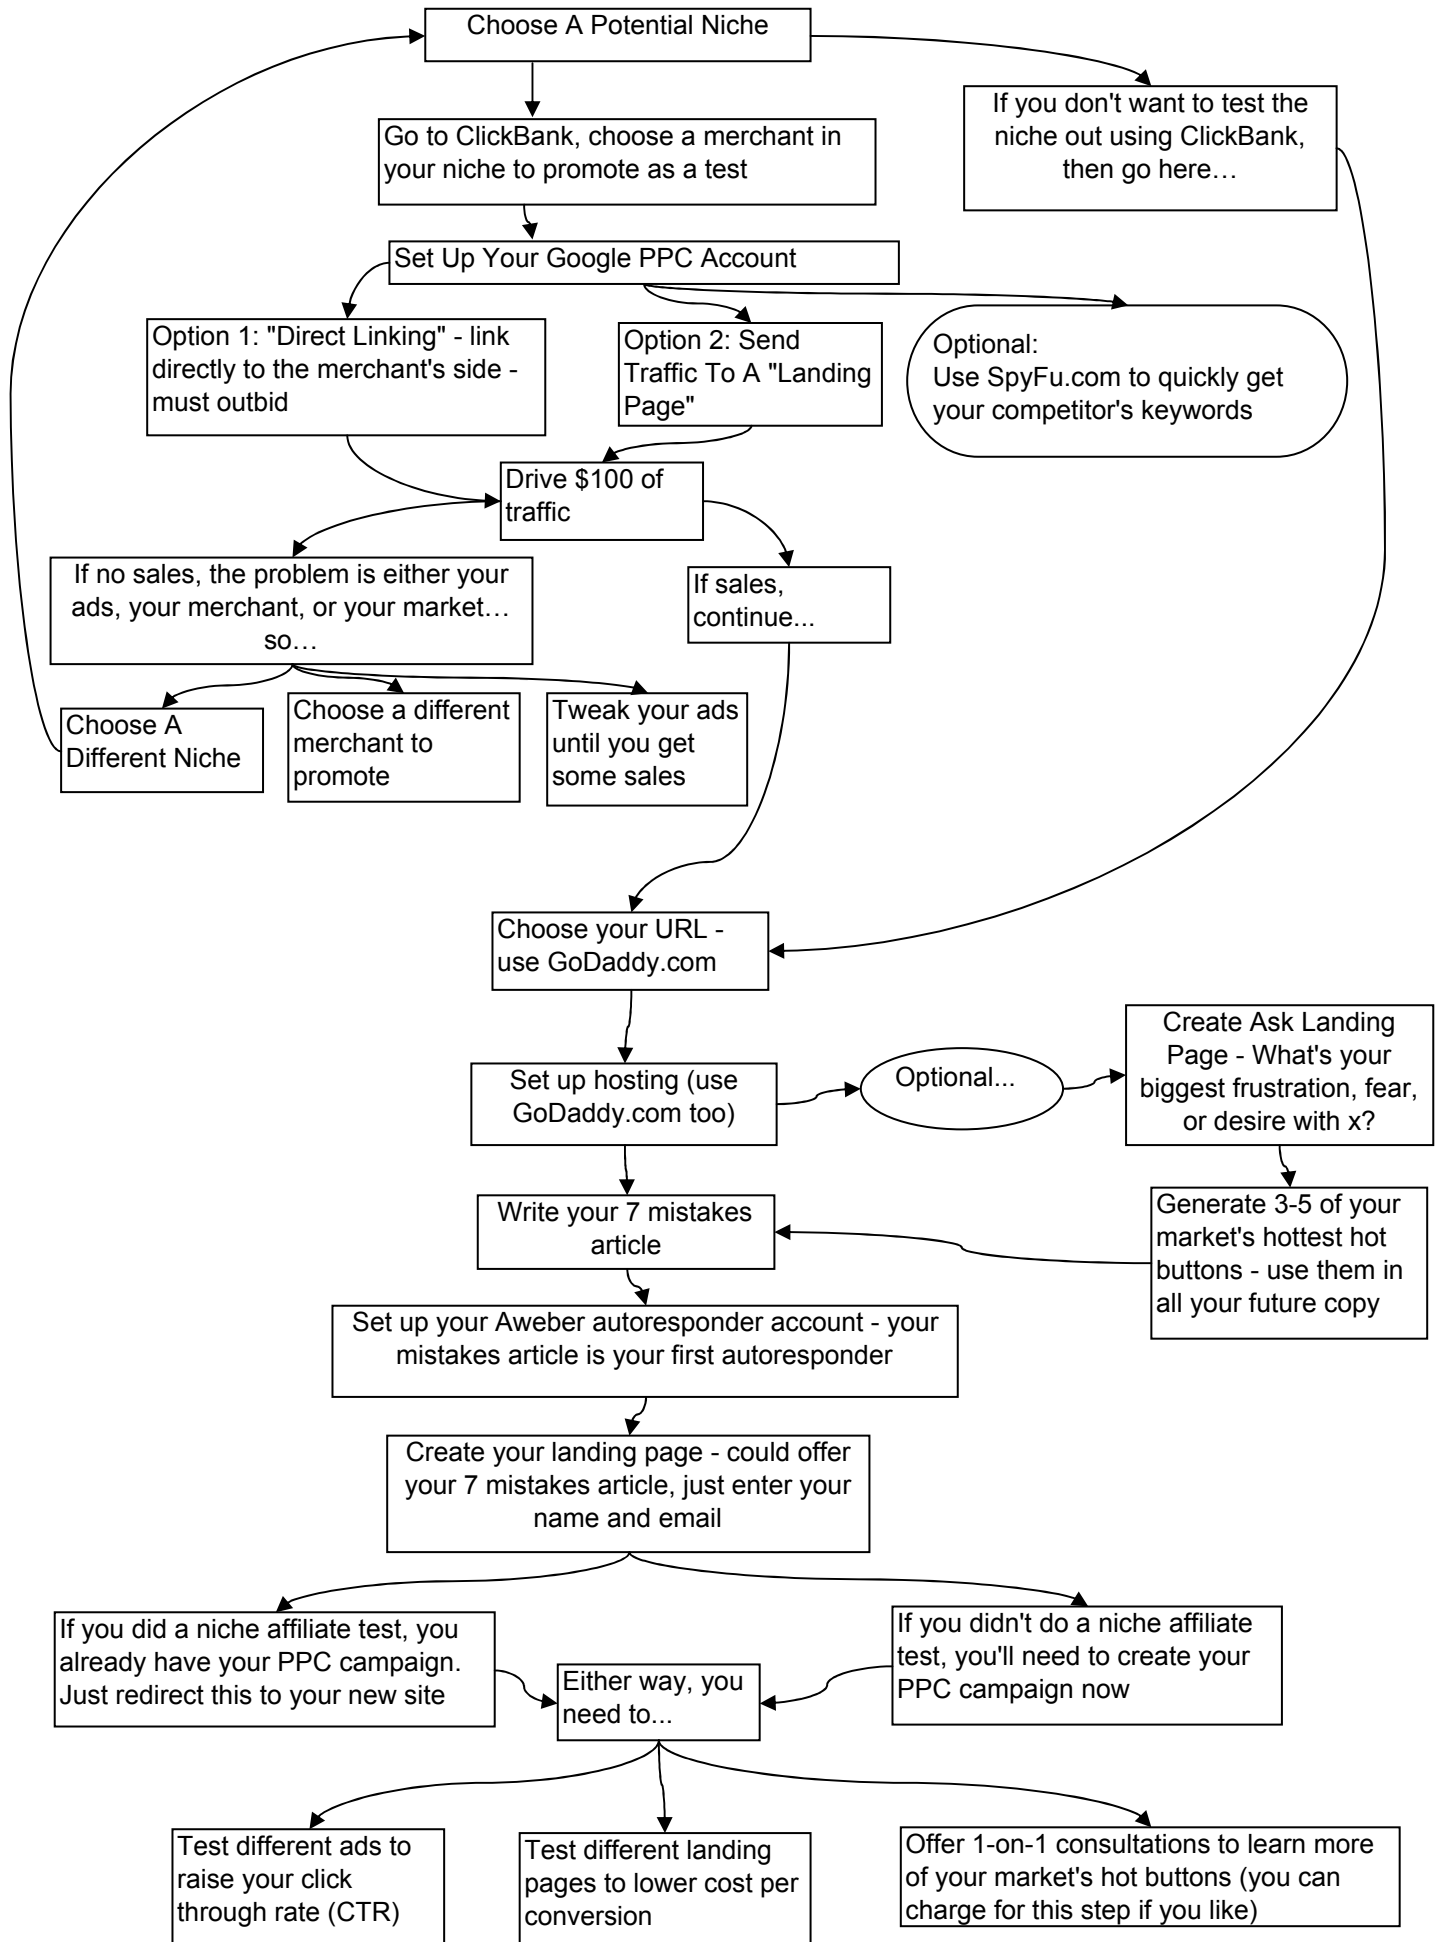 Choose A Potential Niche
If you don't want to test the
niche out using ClickBank,
then go here…
Go to ClickBank, choose a merchant in
your niche to promote as a test
Set Up Your Google PPC Account
Option 1: "Direct Linking" - link
directly to the merchant's side -
must outbid
Option 2: Send
Traffic To A "Landing
Page"
Optional:
Use SpyFu.com to quickly get
your competitor's keywords
Drive $100 of
traffic
If no sales, the problem is either your
ads, your merchant, or your market…
so…
If sales,
continue...
Choose A
Different Niche
Choose a different
merchant to
promote
Tweak your ads
until you get
some sales
Choose your URL -
use GoDaddy.com
Set up hosting (use
GoDaddy.com too)
Optional...
Create Ask Landing
Page - What's your
biggest frustration, fear,
or desire with x?
Write your 7 mistakes
article
Generate 3-5 of your
market's hottest hot
buttons - use them in
all your future copy
Set up your Aweber autoresponder account - your
mistakes article is your first autoresponder
Create your landing page - could offer
your 7 mistakes article, just enter your
name and email
If you did a niche affiliate test, you
already have your PPC campaign.
Just redirect this to your new site
Either way, you
need to...
If you didn't do a niche affiliate
test, you'll need to create your
PPC campaign now
Test different ads to
raise your click
through rate (CTR)
Test different landing
pages to lower cost per
conversion
Offer 1-on-1 consultations to learn more
of your market's hot buttons (you can
charge for this step if you like)